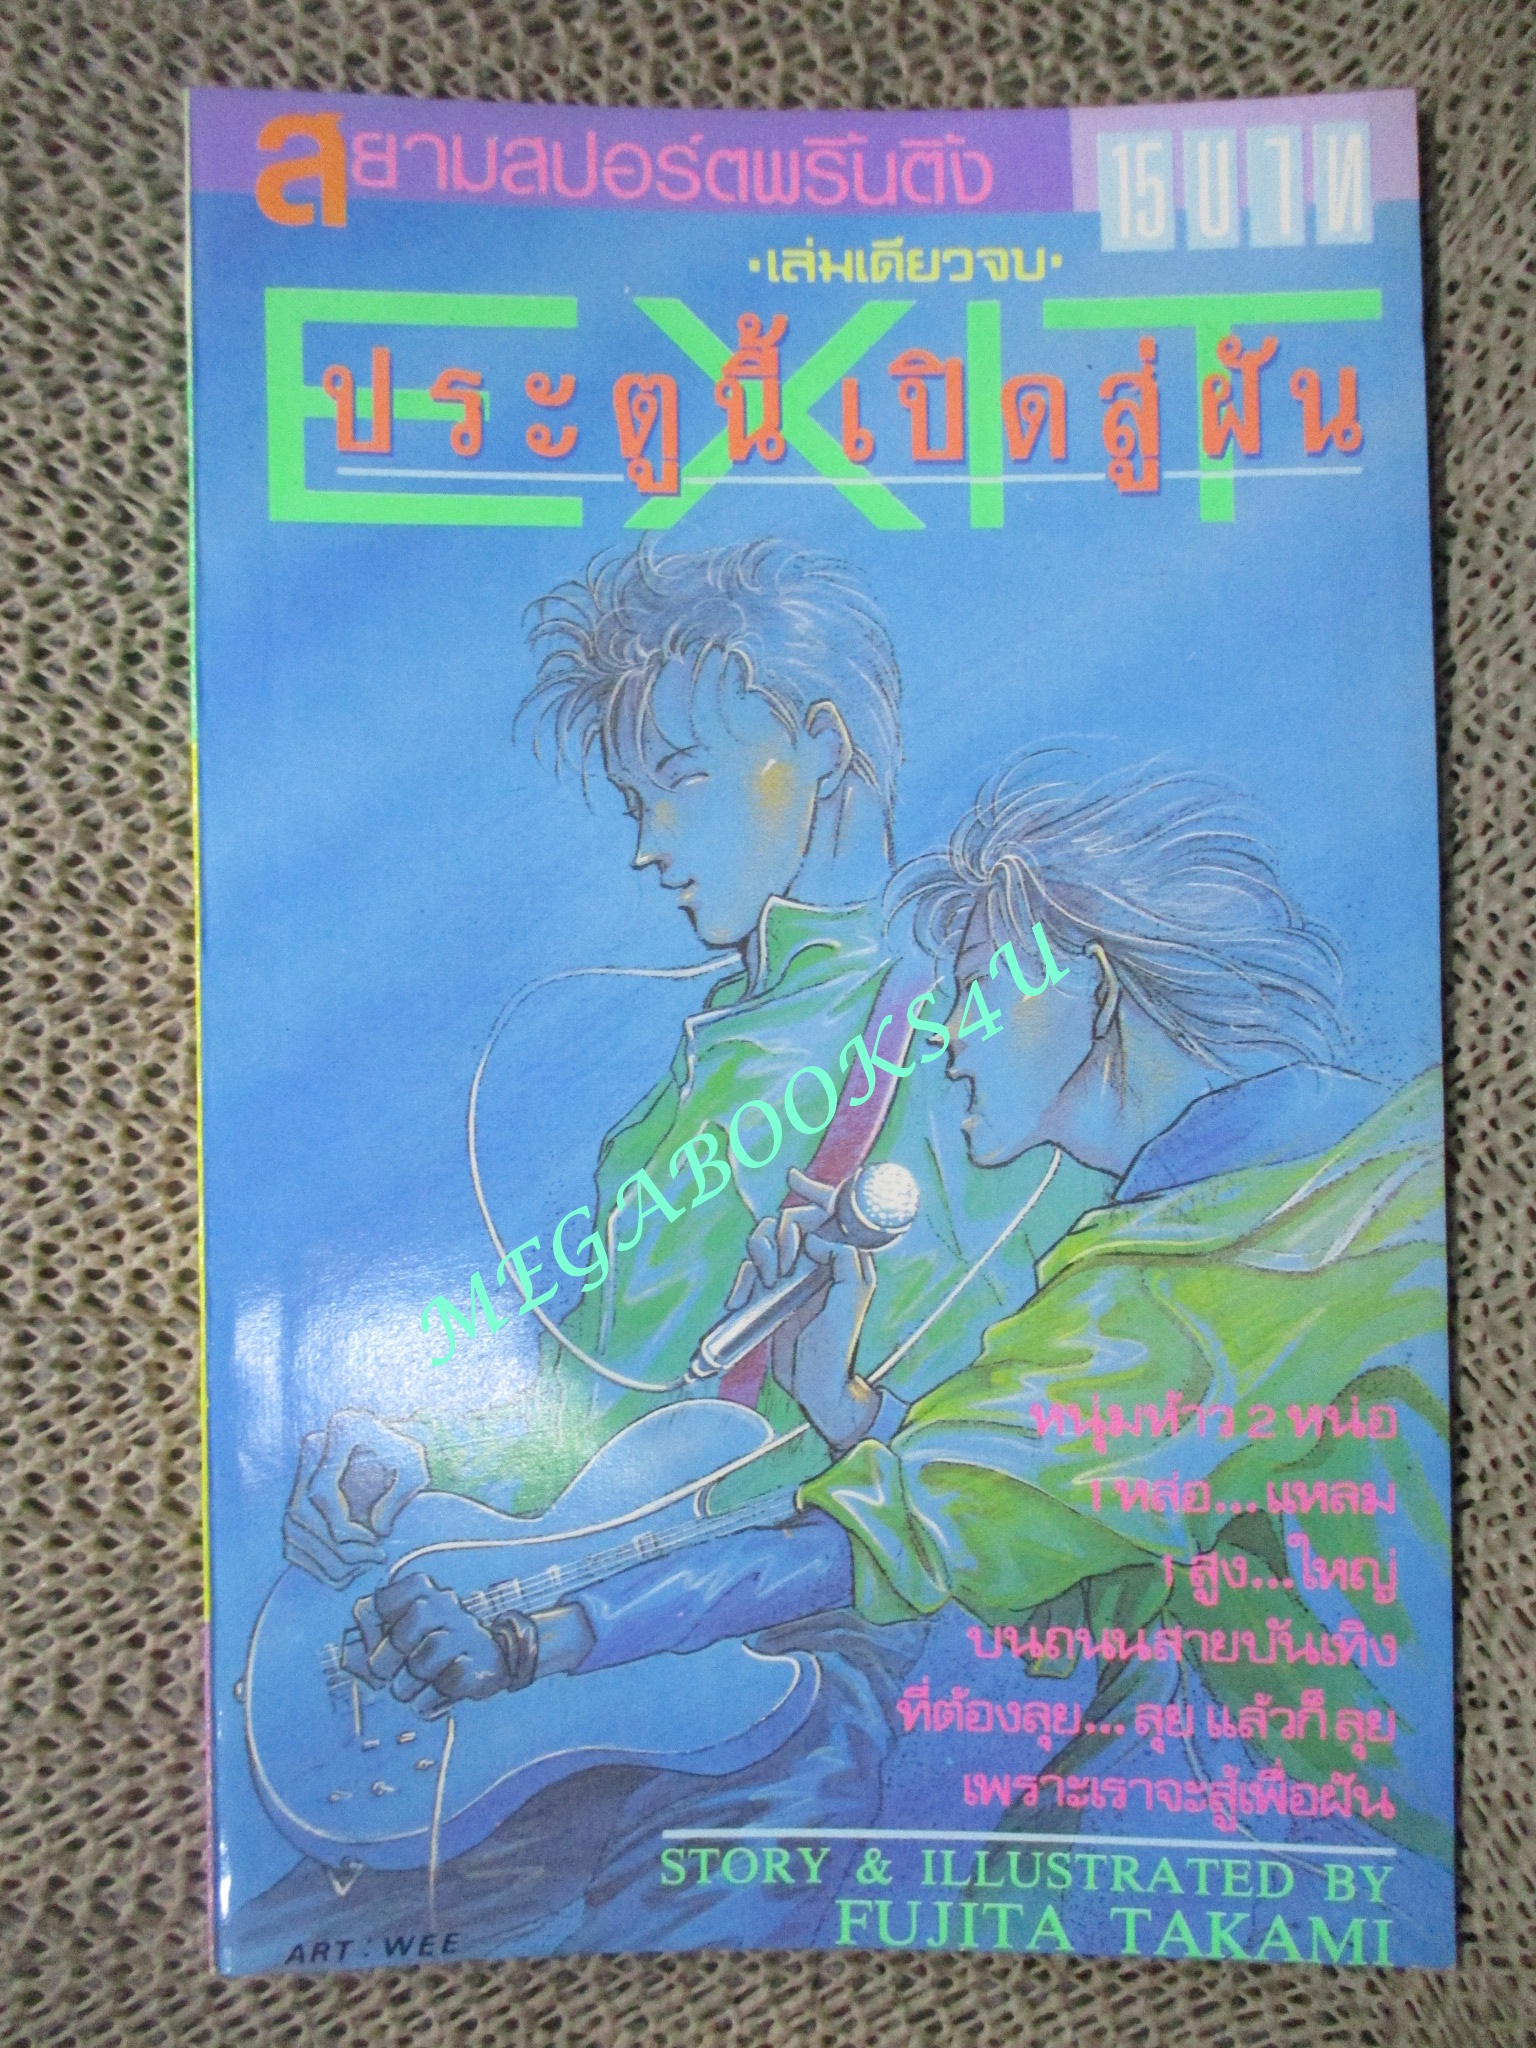 สยามสปอร์ตพริ้นติ้ง
15 บาท
·เล่มเดียวจบ·
EXIT
ประตูนี้เปิดสู่ฝัน
MEGABOOKS4U
หนุ่มห้าว 2 หน่อ
1 หล่อ...แหลม
1 สูง...ใหญ่
บนถนนสายบันเทิง
ที่ต้องลุย... ลุย แล้วก็ ลุย
เพราะเราจะสู้เพื่อฝัน
STORY & ILLUSTRATED BY
FUJITA TAKAMI
ART : WEE